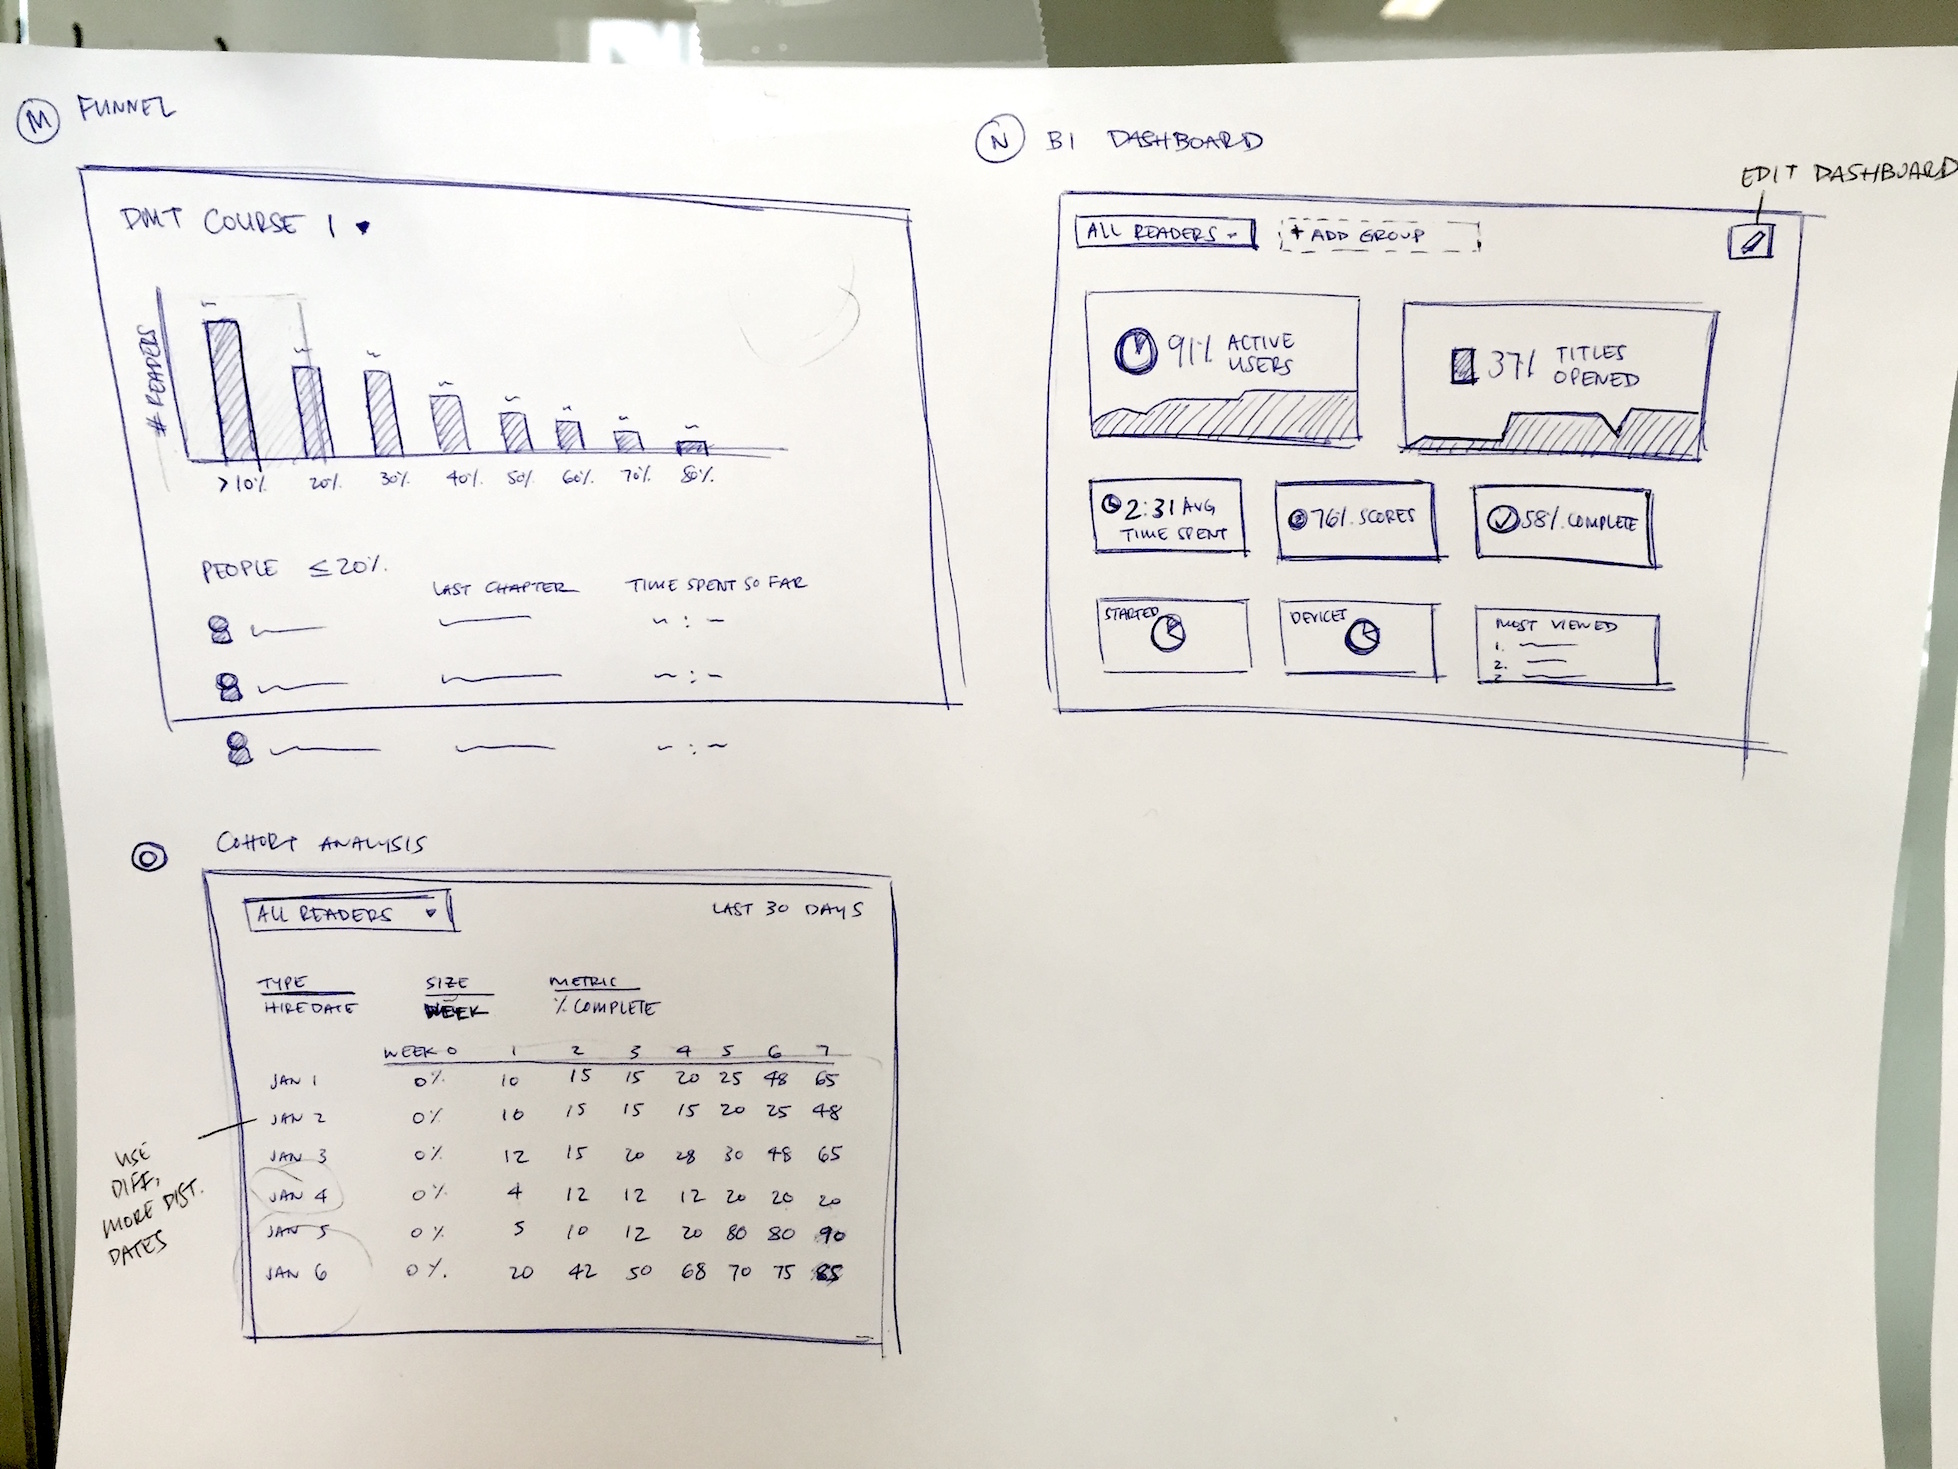 M FUNNEL
DMT COURSE 1
# READERS
>10% 20% 30% 40% 50% 60% 70% 80%
PEOPLE ≤20% LAST CHAPTER TIME SPENT SO FAR
N BI DASHBOARD
EDIT DASHBOARD
ALL READERS + ADD GROUP
91% ACTIVE
USERS
37% TITLES
OPENED
2:31 AVG
TIME SPENT
76% SCORES
58% COMPLETE
STARTED
DEVICES
MOST VIEWED
1.
2.
O COHORT ANALYSIS
ALL READERS LAST 30 DAYS
TYPE SIZE METRIC
HIRE DATE WEEK % COMPLETE
WEEK 0 1 2 3 4 5 6 7
JAN 1 0% 10 15 15 20 25 48 65
JAN 2 0% 10 15 15 15 20 25 48
JAN 3 0% 12 15 20 28 30 48 65
JAN 4 0% 4 12 12 12 20 20 20
JAN 5 0% 5 10 12 20 80 80 90
JAN 6 0% 20 42 50 68 70 75 85
USE
DIFF,
MORE DIST.
DATES